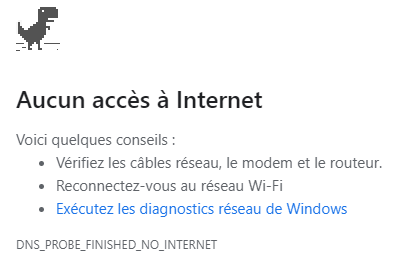 Aucun accès à Internet
Voici quelques conseils :
• Vérifiez les câbles réseau, le modem et le routeur.
• Reconnectez-vous au réseau Wi-Fi
• Exécutez les diagnostics réseau de Windows
DNS_PROBE_FINISHED_NO_INTERNET